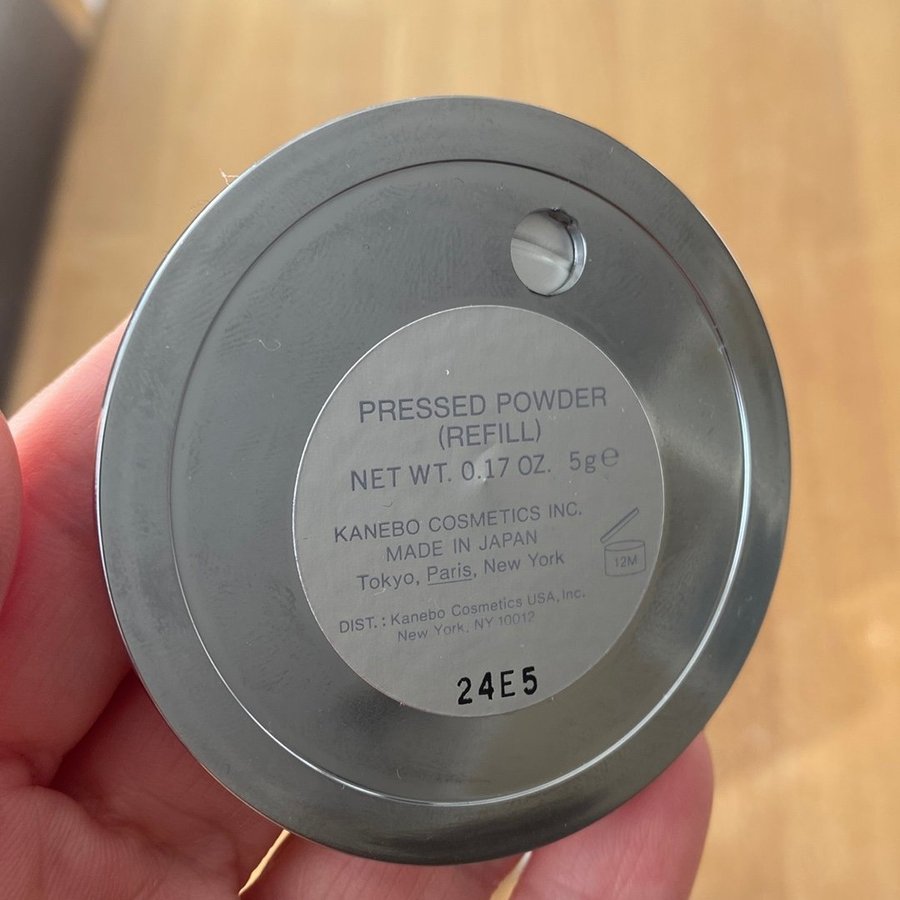 PRESSED POWDER
(REFILL)
NET WT. 0.17 OZ. 5g℮
KANEBO COSMETICS INC.
MADE IN JAPAN
Tokyo, Paris, New York
12M
DIST.: Kanebo Cosmetics USA, Inc.
New York, NY 10012
24E5